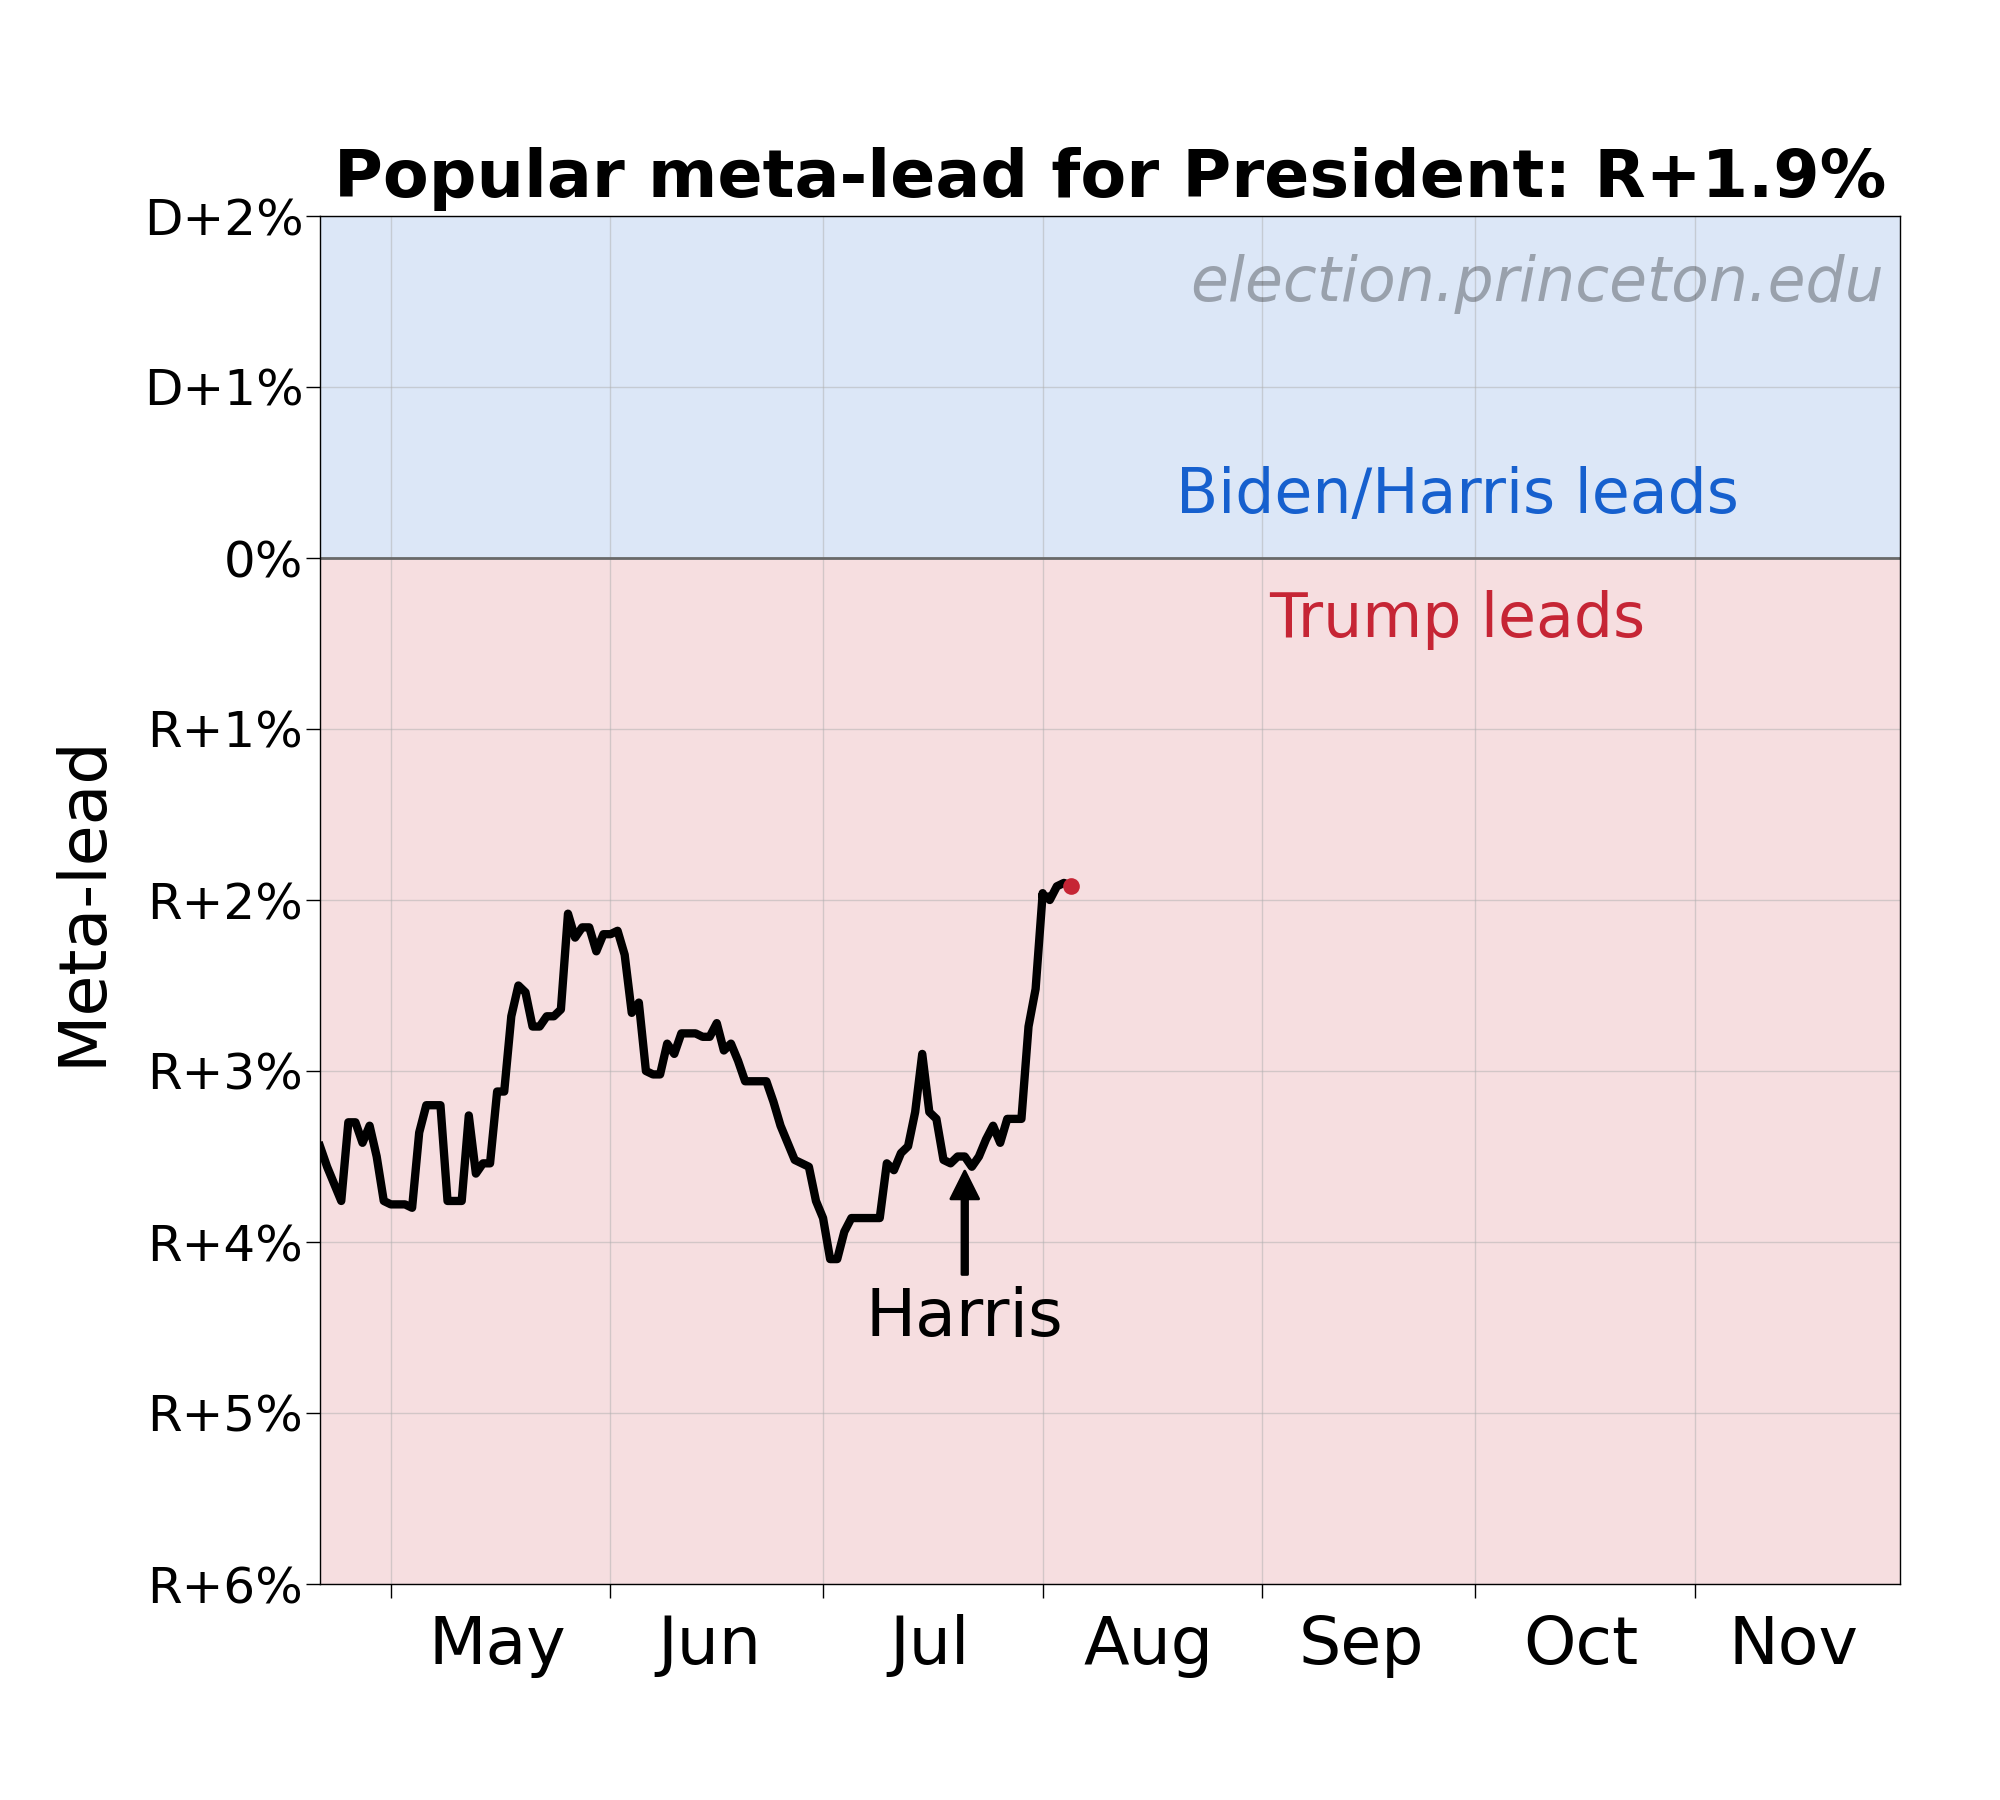 Popular meta-lead for President: R+1.9%
D+2%
election.princeton.edu
D+1%
Biden/Harris leads
0%
Trump leads
R+1%
Meta-lead
R+2%
R+3%
R+4%
Harris
R+5%
R+6%
May Jun Jul Aug Sep Oct Nov